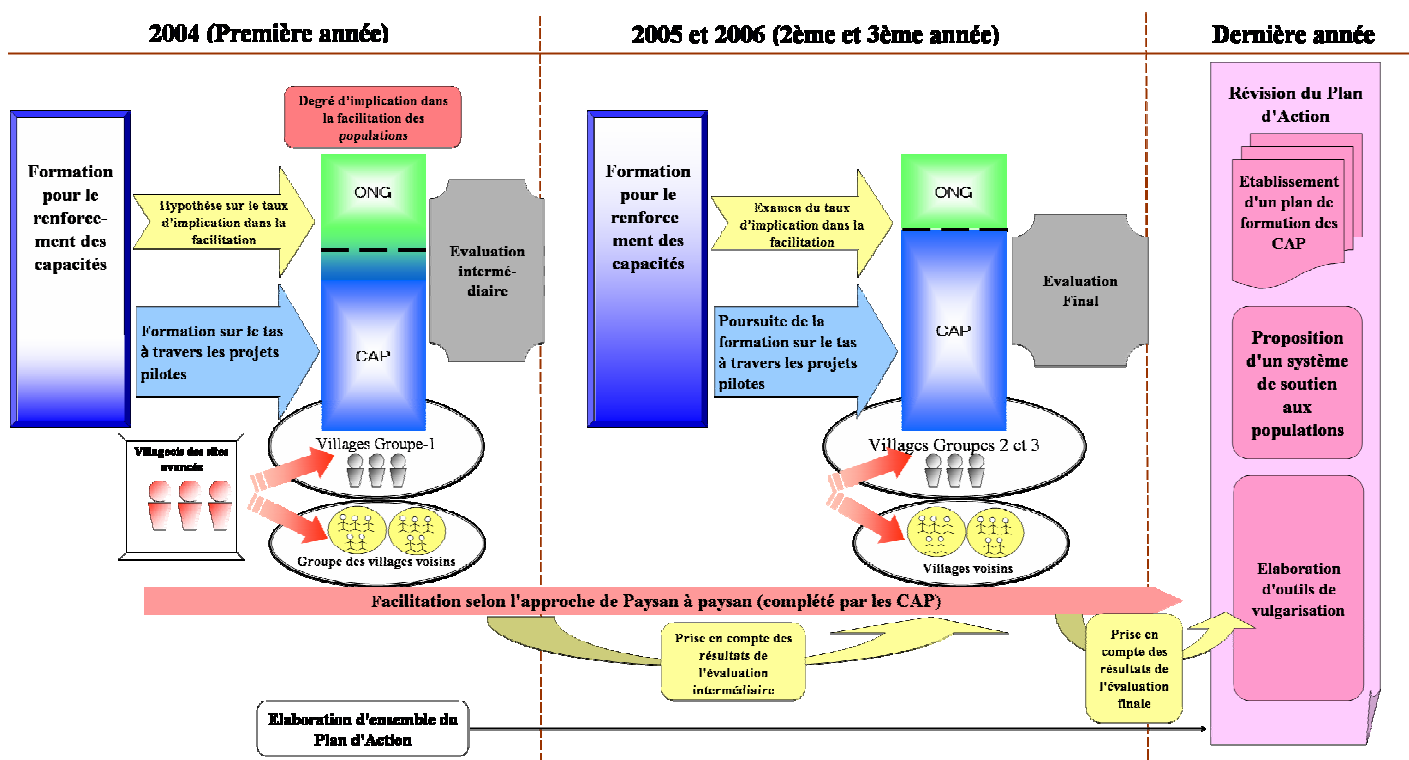 2004 (Première année)
2005 et 2006 (2ème et 3ème année)
Dernière année
Formation
pour le
renforce-
ment des
capacités
Degré d'implication dans
la facilitation des
populations
Hypothèse sur le taux
d'implication dans la
facilitation
Formation sur le tas
à travers les projets
pilotes
ONG
CAP
Evaluation
intermé-
diaire
Villageois des sites
avancés
Villages Groupe-1
Groupe des villages voisins
Formation
pour le
renforce
ment des
capacités
Examen du taux
d'implication dans la
facilitation
Poursuite de la
formation sur le tas
à travers les projets
pilotes
ONG
CAP
Evaluation
Final
Villages Groupes 2 et 3
Villages voisins
Révision du Plan
d'Action
Etablissement
d'un plan de
formation des
CAP
Proposition
d'un système
de soutien
aux
populations
Elaboration
d'outils de
vulgarisation
Facilitation selon l'approche de Paysan à paysan (complété par les CAP)
Prise en compte des
résultats de
l'évaluation
intermédiaire
Prise en
compte des
résultats de
l'évaluation
finale
Elaboration d'ensemble du
Plan d'Action